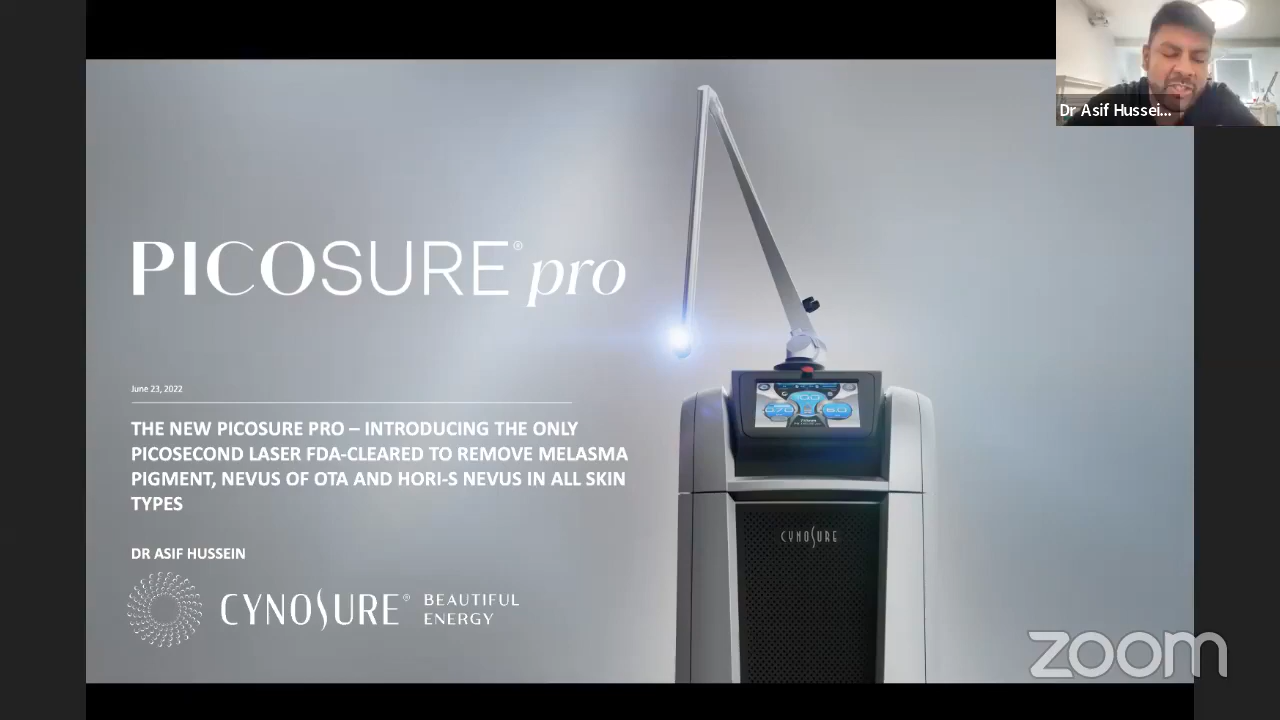 Dr Asif Hussei...
PICOSURE® pro
June 23, 2022
THE NEW PICOSURE PRO – INTRODUCING THE ONLY
PICOSECOND LASER FDA-CLEARED TO REMOVE MELASMA
PIGMENT, NEVUS OF OTA AND HORI-S NEVUS IN ALL SKIN
TYPES
DR ASIF HUSSEIN
CYNOSURE®
BEAUTIFUL
ENERGY
CYNOSURE
zoom